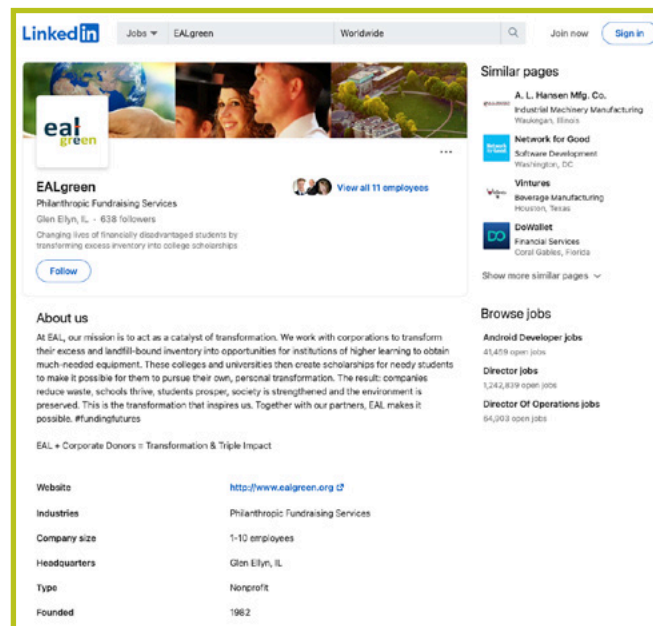 LinkedIn
Jobs
EALgreen
Worldwide
Join now
Sign in
eal
green
EALgreen
Philanthropic Fundraising Services
Glen Ellyn, IL · 638 followers
Changing lives of financially disadvantaged students by
transforming excess inventory into college scholarships
View all 11 employees
Follow
About us
At EAL, our mission is to act as a catalyst of transformation. We work with corporations to transform
their excess and landfill-bound inventory into opportunities for institutions of higher learning to obtain
much-needed equipment. These colleges and universities then create scholarships for needy students
to make it possible for them to pursue their own, personal transformation. The result: companies
reduce waste, schools thrive, students prosper, society is strengthened and the environment is
preserved. This is the transformation that inspires us. Together with our partners, EAL makes it
possible. #fundingfutures
EAL + Corporate Donors = Transformation & Triple Impact
Website http://www.ealgreen.org
Industries Philanthropic Fundraising Services
Company size 1-10 employees
Headquarters Glen Ellyn, IL
Type Nonprofit
Founded 1982
Similar pages
A. L. Hansen Mfg. Co.
Industrial Machinery Manufacturing
Waukegan, Illinois
Network for Good
Software Development
Washington, DC
Vintures
Beverage Manufacturing
Houston, Texas
DO
DoWallet
Financial Services
Coral Gables, Florida
Show more similar pages
Browse jobs
Android Developer jobs
41,459 open jobs
Director jobs
1,242,839 open jobs
Director Of Operations jobs
64,903 open jobs